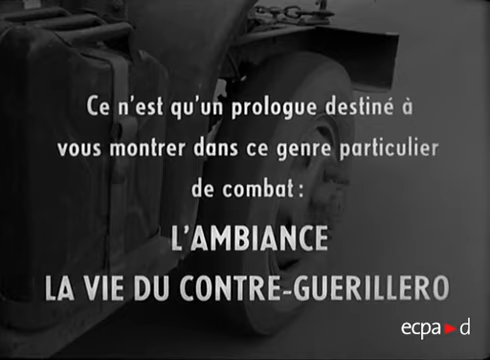 Ce n'est qu'un prologue destiné à
vous montrer dans ce genre particulier
de combat :
L'AMBIANCE
LA VIE DU CONTRE-GUERILLERO
ecpad